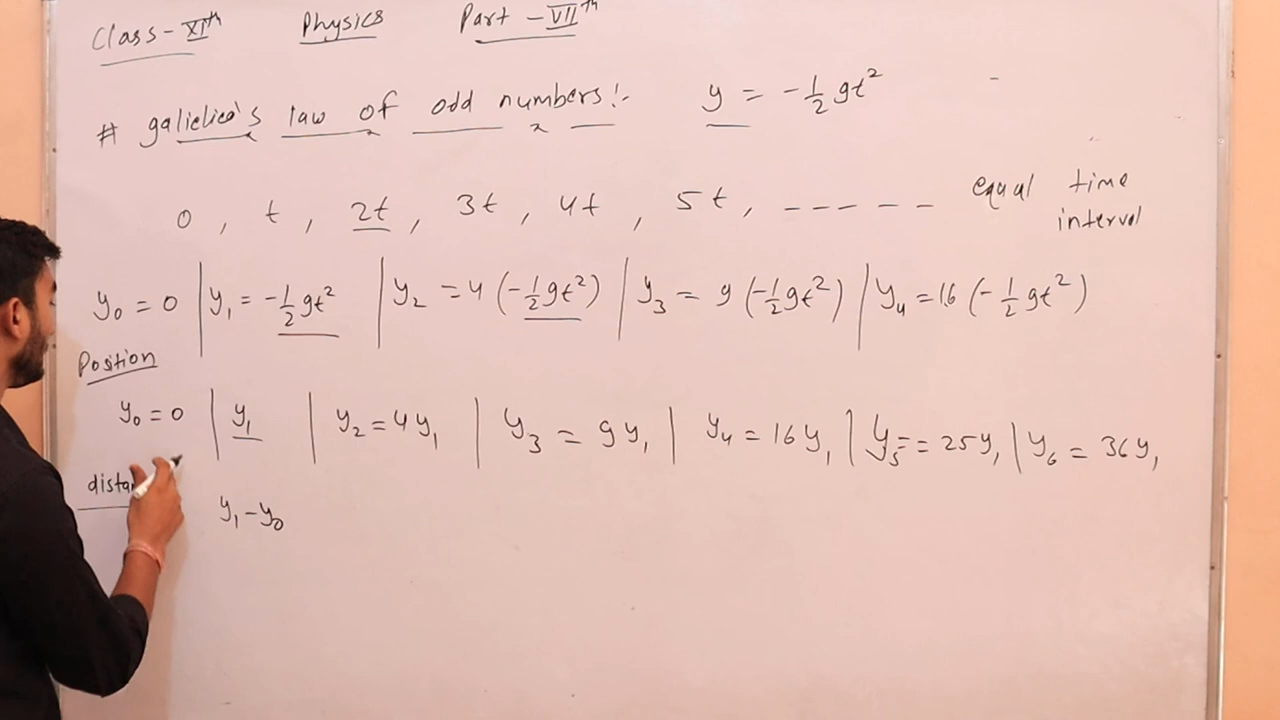 Class-XIth Physics Part-VIIth
# galielico's law of odd numbers!- y = -1/2 gt²
0, t, 2t, 3t, 4t, 5t, ----- equal time interval
y₀ = 0 | y₁ = -1/2 gt² | y₂ = 4(-1/2 gt²) | y₃ = 9(-1/2 gt²) | y₄ = 16(-1/2 gt²)
Position
y₀ = 0 | y₁ | y₂ = 4y₁ | y₃ = 9y₁ | y₄ = 16y₁ | y₅ = 25y₁ | y₆ = 36y₁
y₁-y₀